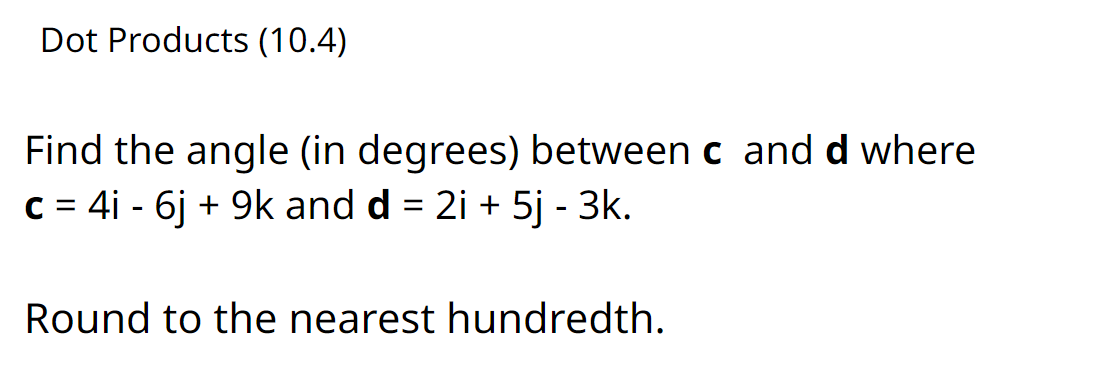 Dot Products (10.4)
Find the angle (in degrees) between c and d where
c = 4i - 6j + 9k and d = 2i + 5j - 3k.
Round to the nearest hundredth.